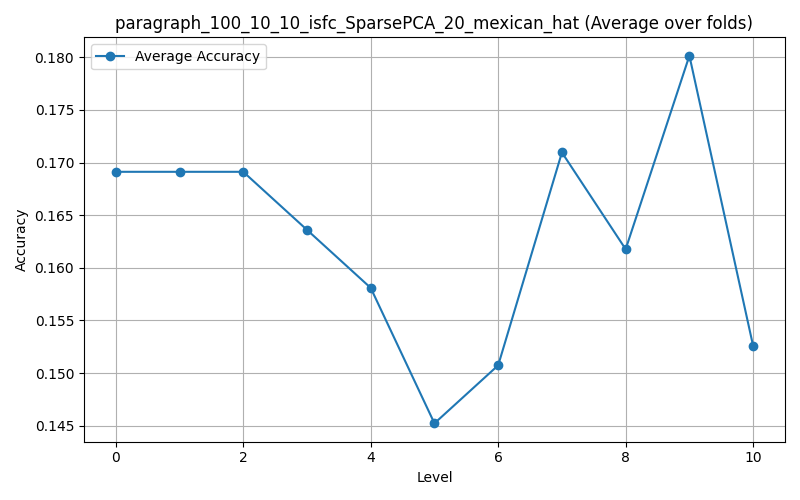 paragraph_100_10_10_isfc_SparsePCA_20_mexican_hat (Average over folds)
Average Accuracy
Accuracy
0.180
0.175
0.170
0.165
0.160
0.155
0.150
0.145
0 2 4 6 8 10
Level